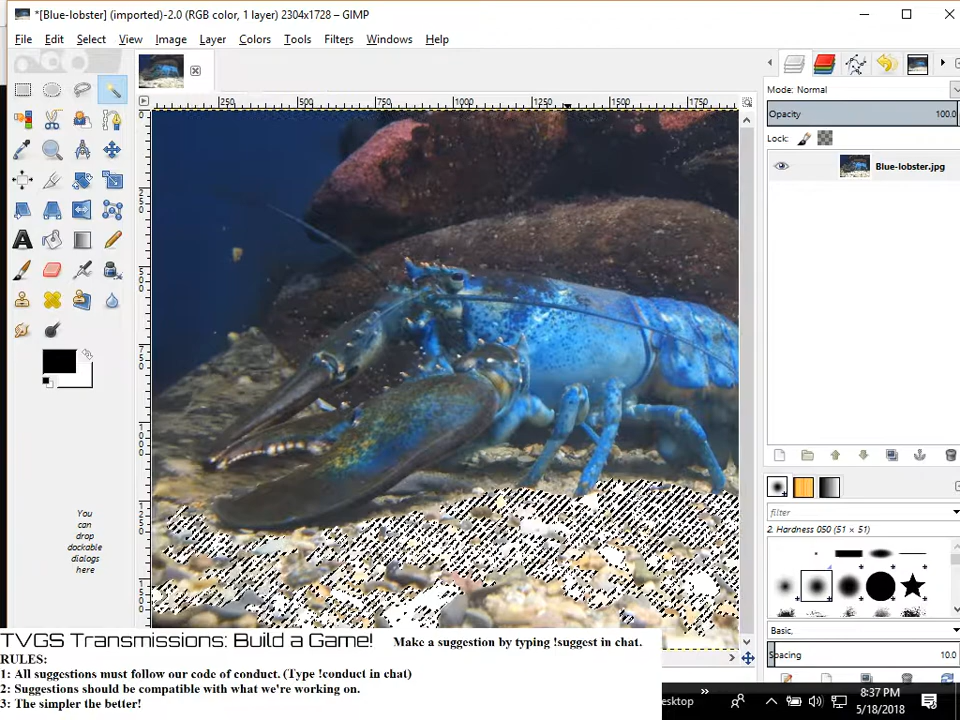 *[Blue-lobster] (imported)-2.0 (RGB color, 1 layer) 2304x1728 – GIMP
File Edit Select View Image Layer Colors Tools Filters Windows Help
Mode: Normal
250 500 750 1000 1250 1500 1750
Opacity 100.0
Lock:
Blue-lobster.jpg
You
can
drop
dockable
dialogs
here
filter
2. Hardness 050 (51 × 51)
Basic,
Spacing 10.0
TVGS Transmissions: Build a Game! Make a suggestion by typing !suggest in chat.
RULES:
1: All suggestions must follow our code of conduct. (Type !conduct in chat)
2: Suggestions should be compatible with what we're working on.
3: The simpler the better!
esktop
8:37 PM
5/18/2018